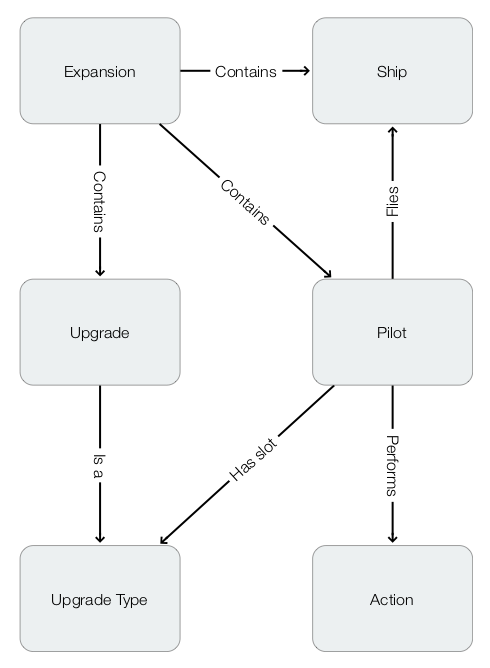 Expansion
Contains
Ship
Contains
Contains
Flies
Upgrade
Pilot
Is a
Has slot
Performs
Upgrade Type
Action